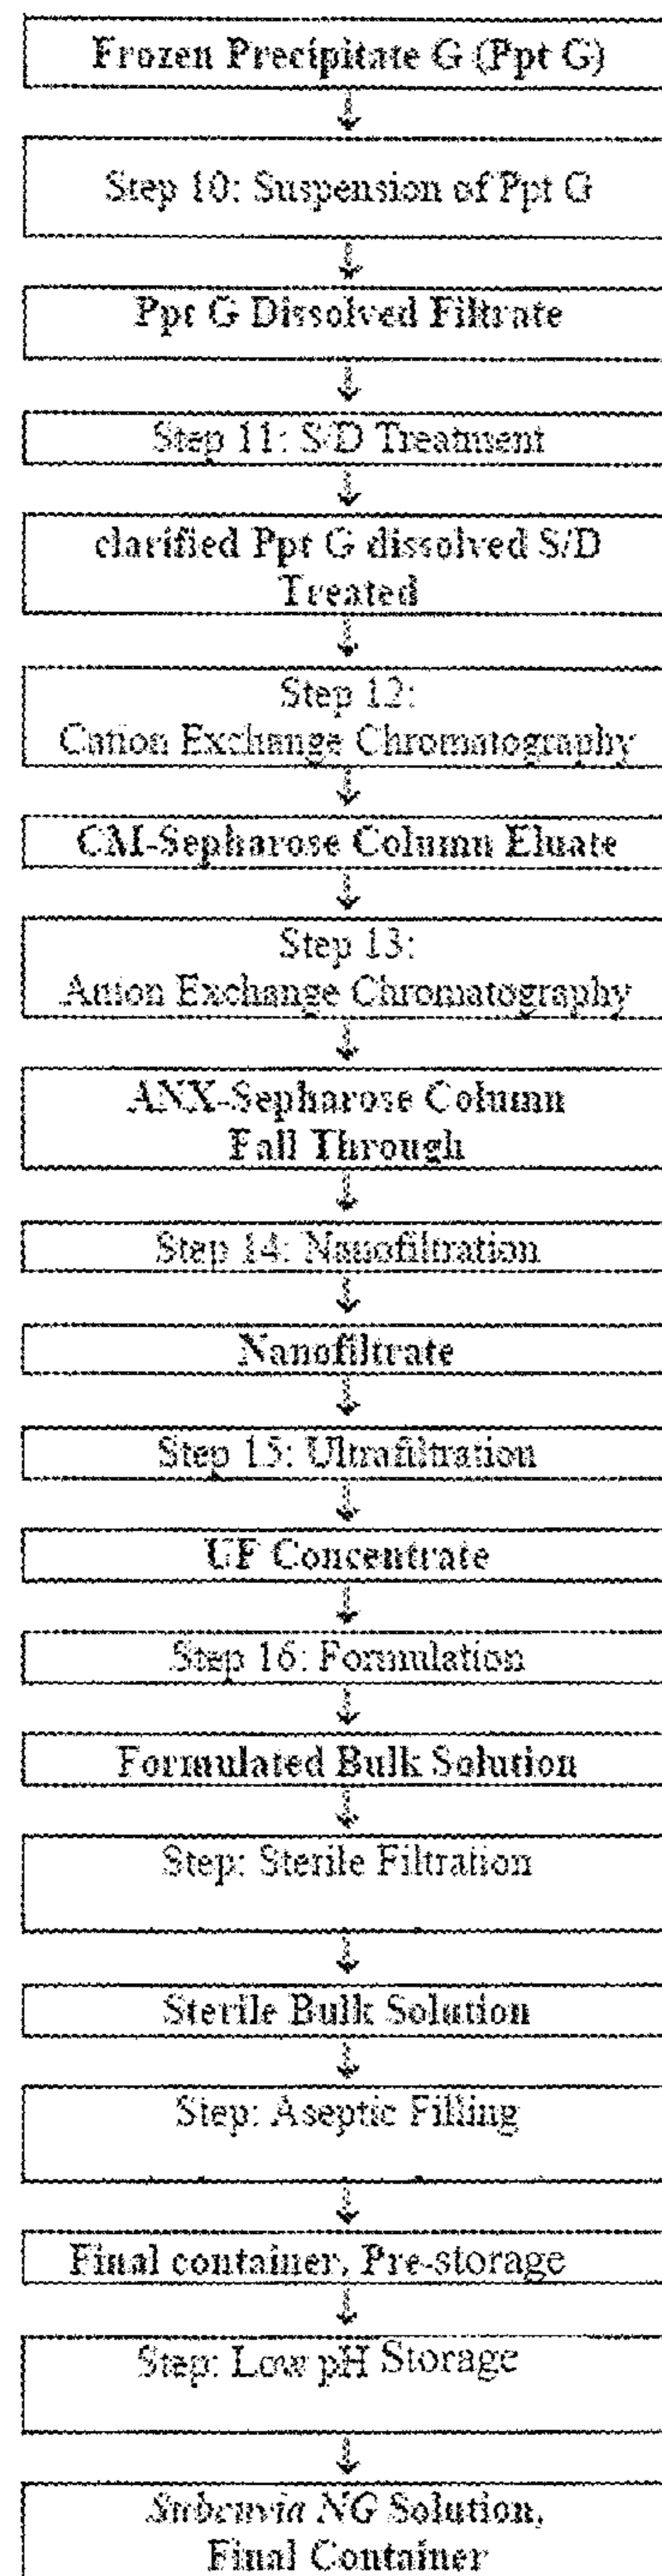 Frozen Precipitate G (Ppt G)
Step 10: Suspension of Ppt G
Ppt G Dissolved Filtrate
Step 11: S/D Treatment
clarified Ppt G dissolved S/D
Treated
Step 12:
Cation Exchange Chromatography
CM-Sepharose Column Eluate
Step 13:
Anion Exchange Chromatography
ANX-Sepharose Column
Fall Through
Step 14: Nanofiltration
Nanofiltrate
Step 15: Ultrafiltration
UF Concentrate
Step 16: Formulation
Formulated Bulk Solution
Step: Sterile Filtration
Sterile Bulk Solution
Step: Aseptic Filling
Final container, Pre-storage
Step: Low pH Storage
Subcuvia NG Solution,
Final Container